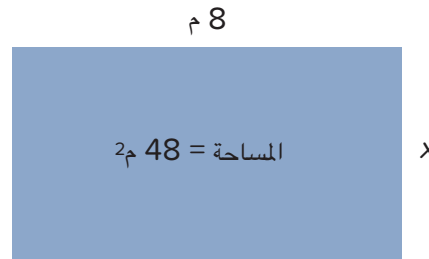 8 م
المساحة = 48 م²
x